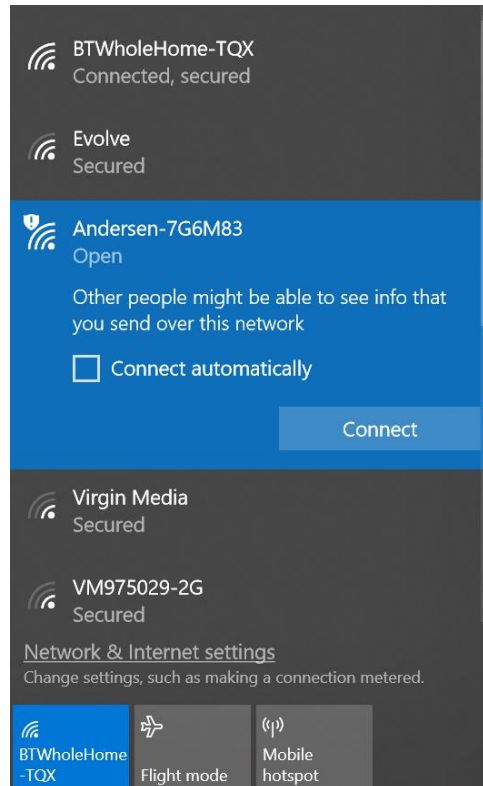 BTWholeHome-TQX
Connected, secured
Evolve
Secured
Andersen-7G6M83
Open
Other people might be able to see info that
you send over this network
Connect automatically
Connect
Virgin Media
Secured
VM975029-2G
Secured
Network & Internet settings
Change settings, such as making a connection metered.
BTWholeHome
-TQX
Flight mode
Mobile
hotspot